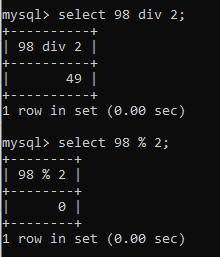 mysql> select 98 div 2;
+----------+
| 98 div 2 |
+----------+
|       49 |
+----------+
1 row in set (0.00 sec)

mysql> select 98 % 2;
+--------+
| 98 % 2 |
+--------+
|      0 |
+--------+
1 row in set (0.00 sec)